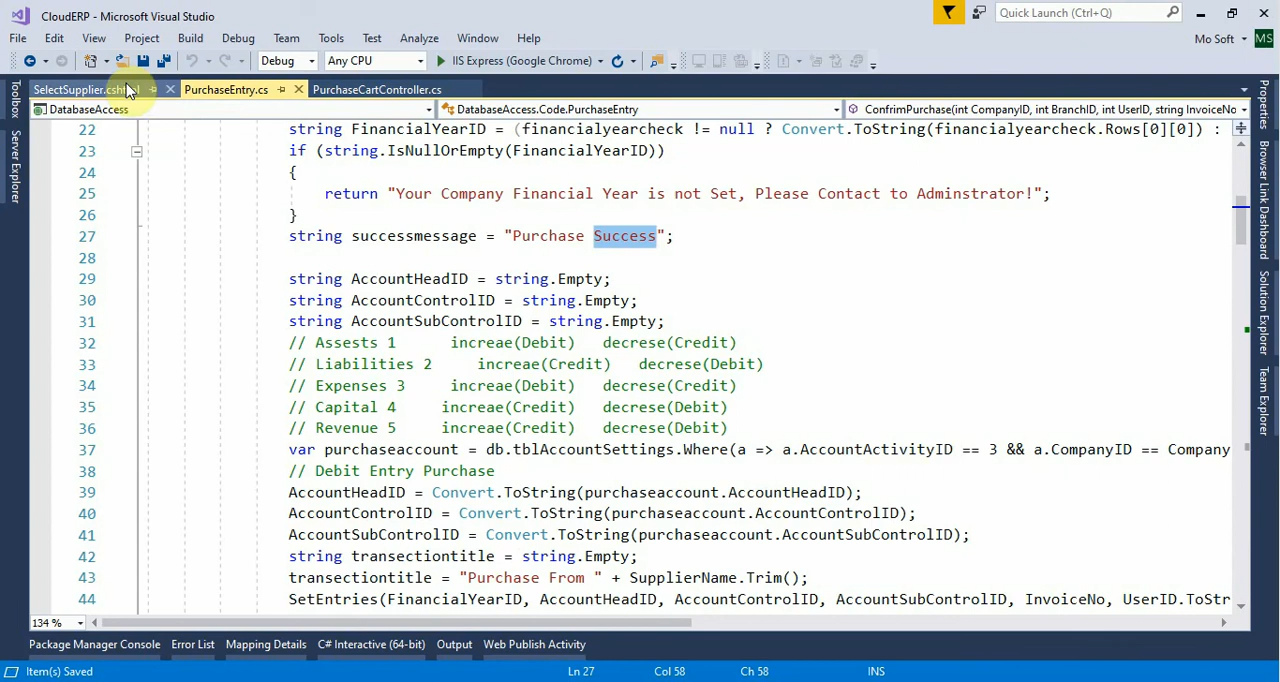 CloudERP - Microsoft Visual Studio
Quick Launch (Ctrl+Q)
File Edit View Project Build Debug Team Tools Test Analyze Window Help
Mo Soft MS
Debug Any CPU IIS Express (Google Chrome)
PurchaseEntry.cs PurchaseCartController.cs
DatabaseAccess DatabaseAccess.Code.PurchaseEntry ConfirmPurchase(int CompanyID, int BranchID, int UserID, string InvoiceNo
22 string FinancialYearID = (financialyearcheck != null ? Convert.ToString(financialyearcheck.Rows[0][0]) :
23 if (string.IsNullOrEmpty(FinancialYearID))
24 {
25 return "Your Company Financial Year is not Set, Please Contact to Adminstrator!";
26 }
27 string successmessage = "Purchase Success";
28
29 string AccountHeadID = string.Empty;
30 string AccountControlID = string.Empty;
31 string AccountSubControlID = string.Empty;
32 // Assests 1 increae(Debit) decrese(Credit)
33 // Liabilities 2 increae(Credit) decrese(Debit)
34 // Expenses 3 increae(Debit) decrese(Credit)
35 // Capital 4 increae(Credit) decrese(Debit)
36 // Revenue 5 increae(Credit) decrese(Debit)
37 var purchaseaccount = db.tblAccountSettings.Where(a => a.AccountActivityID == 3 && a.CompanyID == Company
38 // Debit Entry Purchase
39 AccountHeadID = Convert.ToString(purchaseaccount.AccountHeadID);
40 AccountControlID = Convert.ToString(purchaseaccount.AccountControlID);
41 AccountSubControlID = Convert.ToString(purchaseaccount.AccountSubControlID);
42 string transectiontitle = string.Empty;
43 transectiontitle = "Purchase From " + SupplierName.Trim();
44 SetEntries(FinancialYearID, AccountHeadID, AccountControlID, AccountSubControlID, InvoiceNo, UserID.ToStr
134 %
Toolbox
Server Explorer
Properties
Browser Link Dashboard
Solution Explorer
Team Explorer
Package Manager Console Error List Mapping Details C# Interactive (64-bit) Output Web Publish Activity
Item(s) Saved Ln 27 Col 58 Ch 58 INS